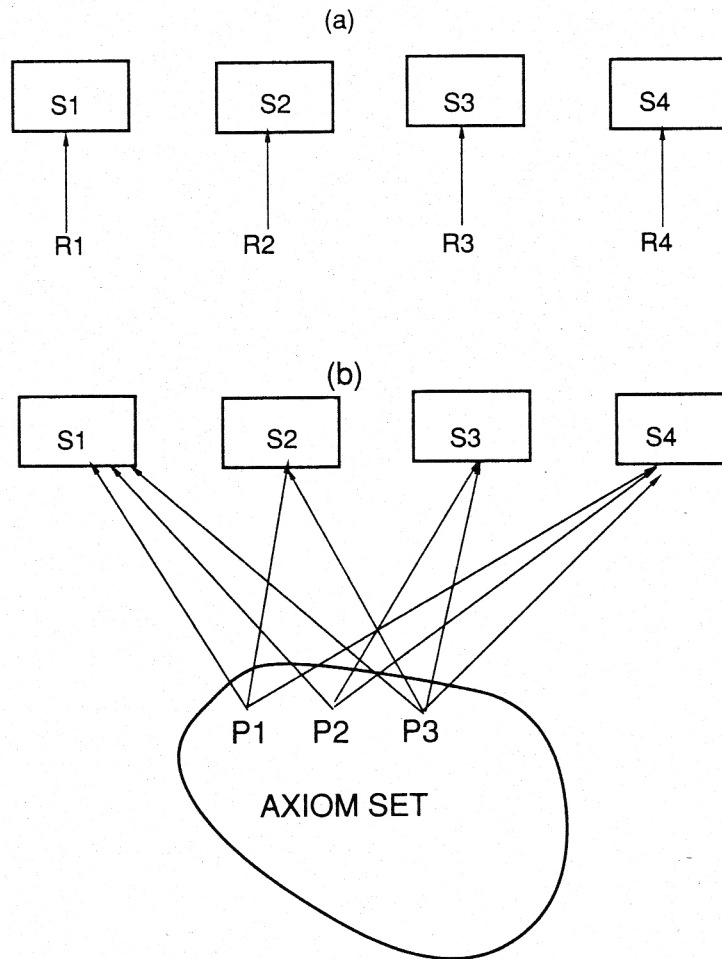 (a)
S1 S2 S3 S4
R1 R2 R3 R4
(b)
S1 S2 S3 S4
P1 P2 P3
AXIOM SET